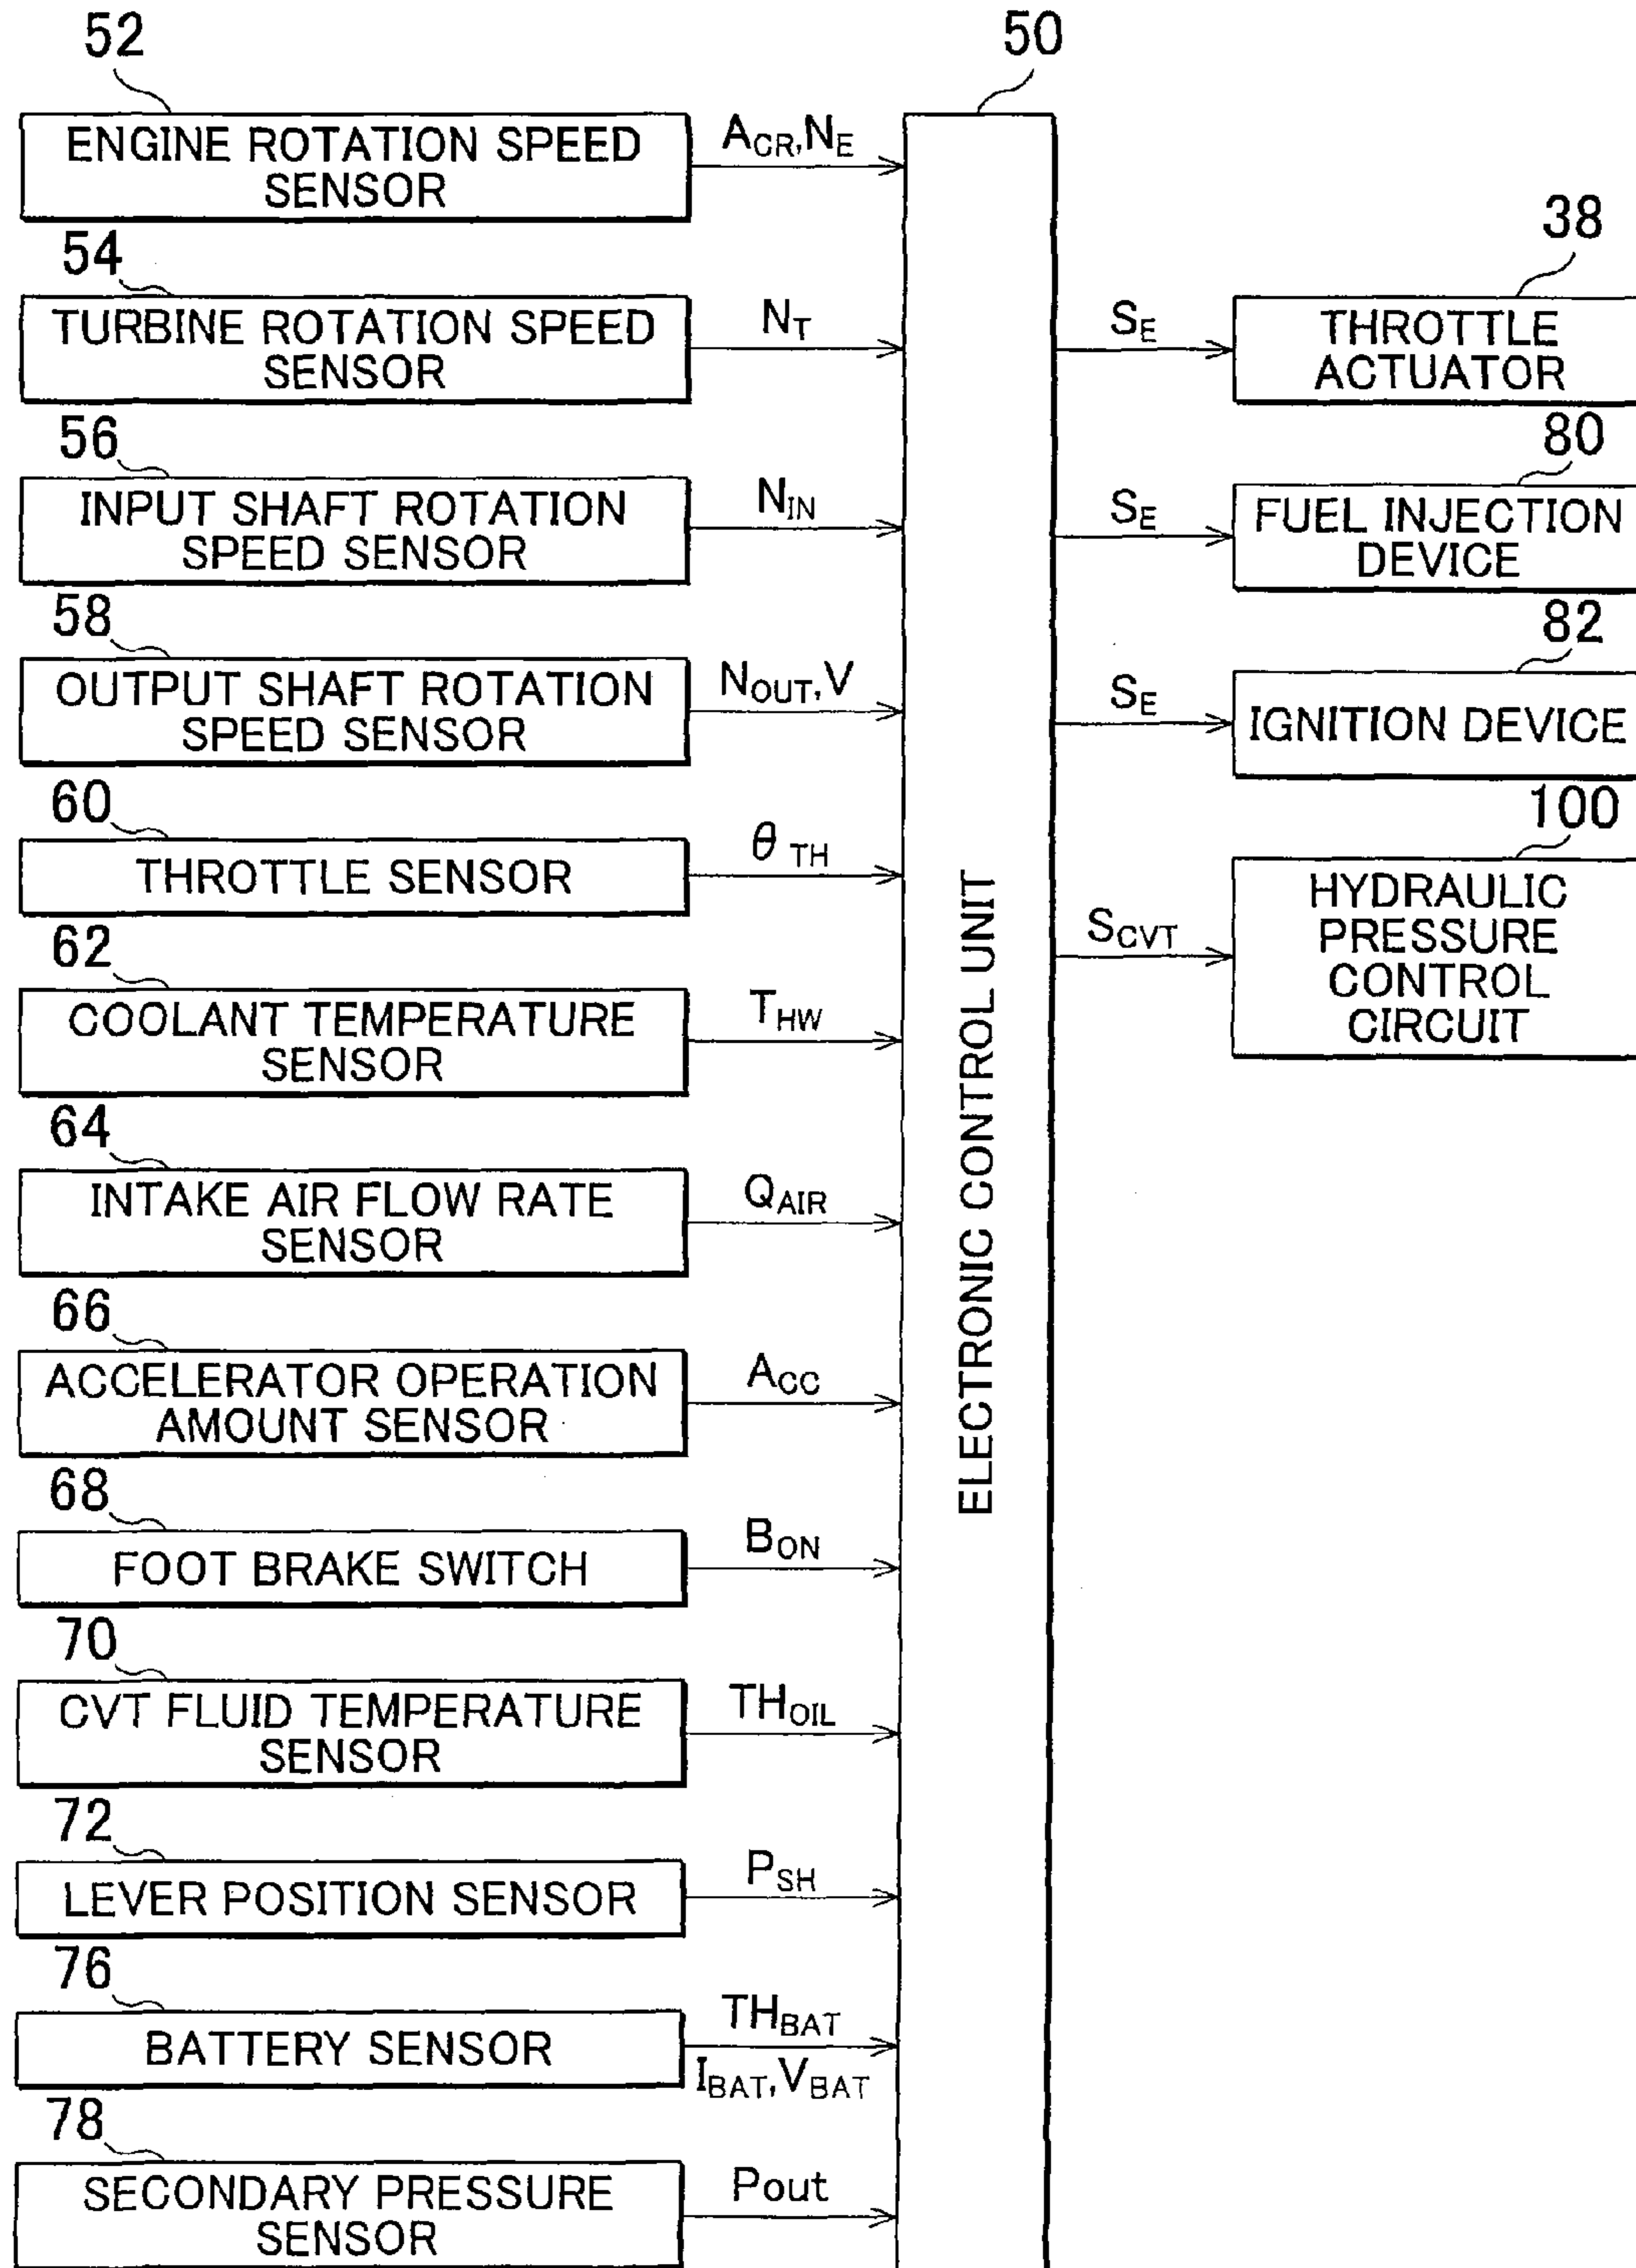 52
ENGINE ROTATION SPEED
SENSOR
A_CR, N_E
54
TURBINE ROTATION SPEED
SENSOR
N_T
56
INPUT SHAFT ROTATION
SPEED SENSOR
N_IN
58
OUTPUT SHAFT ROTATION
SPEED SENSOR
N_OUT, V
60
THROTTLE SENSOR
θ_TH
62
COOLANT TEMPERATURE
SENSOR
T_HW
64
INTAKE AIR FLOW RATE
SENSOR
Q_AIR
66
ACCELERATOR OPERATION
AMOUNT SENSOR
A_CC
68
FOOT BRAKE SWITCH
B_ON
70
CVT FLUID TEMPERATURE
SENSOR
TH_OIL
72
LEVER POSITION SENSOR
P_SH
76
BATTERY SENSOR
TH_BAT
I_BAT, V_BAT
78
SECONDARY PRESSURE
SENSOR
Pout
50
ELECTRONIC CONTROL UNIT
38
S_E
THROTTLE
ACTUATOR
80
S_E
FUEL INJECTION
DEVICE
82
S_E
IGNITION DEVICE
100
S_CVT
HYDRAULIC
PRESSURE
CONTROL
CIRCUIT